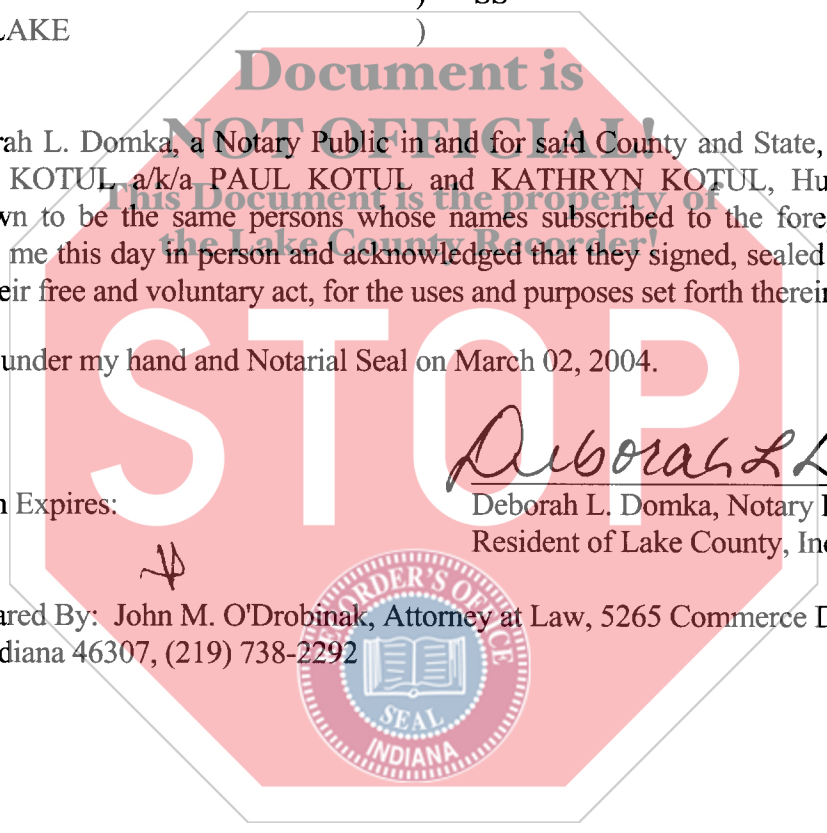 ) SS
LAKE )
Document is
NOT OFFICIAL!
This Document is the property of
the Lake County Recorder!
rah L. Domka, a Notary Public in and for said County and State,
KOTUL a/k/a PAUL KOTUL and KATHRYN KOTUL, Hu
wn to be the same persons whose names subscribed to the fore
me this day in person and acknowledged that they signed, sealed
eir free and voluntary act, for the uses and purposes set forth therein
under my hand and Notarial Seal on March 02, 2004.
STOP
Deborah L D
n Expires:
Deborah L. Domka, Notary
Resident of Lake County, In
ared By: John M. O'Drobinak, Attorney at Law, 5265 Commerce D
diana 46307, (219) 738-2292
RECORDER'S OFFICE
SEAL
INDIANA